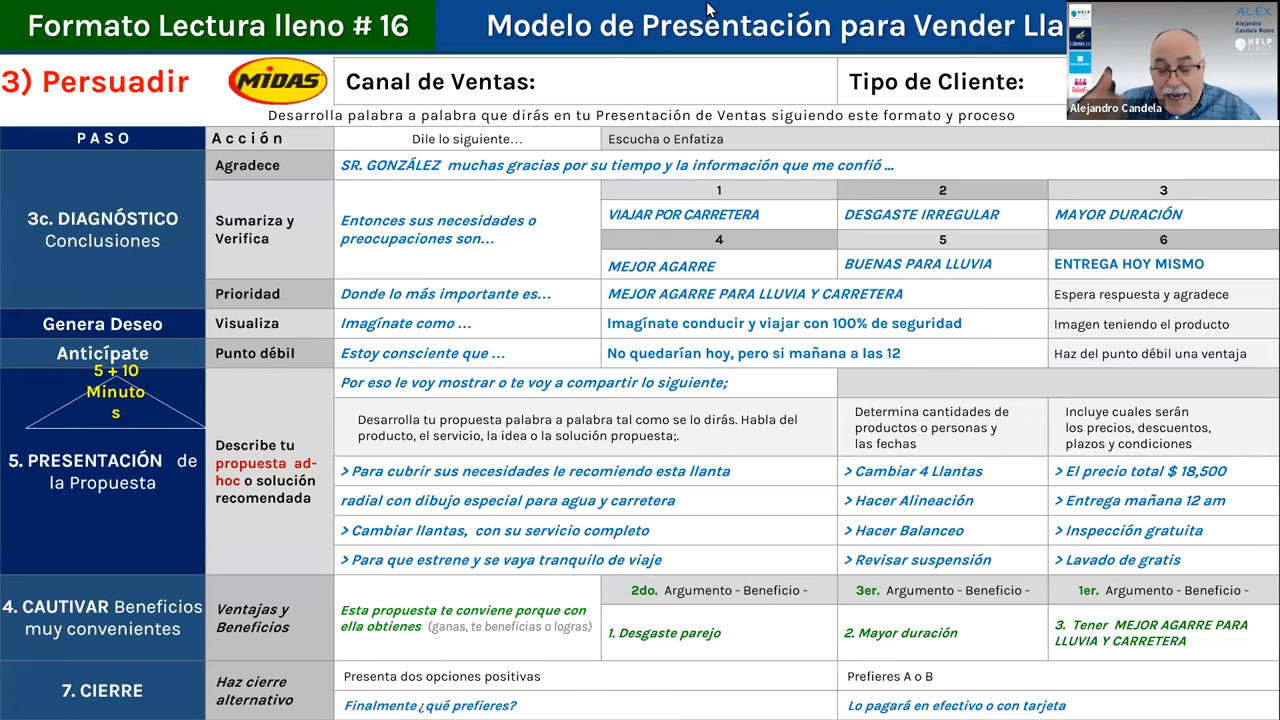 Formato Lectura lleno # 16
Modelo de Presentación para Vender Lla
3) Persuadir
MIDAS
Canal de Ventas:
Tipo de Cliente:
ALEX
Alejandro
Candela Romo
HELP
FIRST
Alejandro Candela
Desarrolla palabra a palabra que dirás en tu Presentación de Ventas siguiendo este formato y proceso
PASO
Acción
Dile lo siguiente...
Escucha o Enfatiza
3c. DIAGNÓSTICO
Conclusiones
Agradece
SR. GONZÁLEZ muchas gracias por su tiempo y la información que me confió ...
Sumariza y
Verifica
Entonces sus necesidades o
preocupaciones son...
1
2
3
VIAJAR POR CARRETERA
DESGASTE IRREGULAR
MAYOR DURACIÓN
4
5
6
MEJOR AGARRE
BUENAS PARA LLUVIA
ENTREGA HOY MISMO
Prioridad
Donde lo más importante es...
MEJOR AGARRE PARA LLUVIA Y CARRETERA
Espera respuesta y agradece
Genera Deseo
Visualiza
Imagínate como ...
Imagínate conducir y viajar con 100% de seguridad
Imagen teniendo el producto
Anticípate
Punto débil
Estoy consciente que ...
No quedarían hoy, pero si mañana a las 12
Haz del punto débil una ventaja
5 + 10
Minuto
s
5. PRESENTACIÓN de
la Propuesta
Describe tu
propuesta ad-
hoc o solución
recomendada
Por eso le voy mostrar o te voy a compartir lo siguiente;
Desarrolla tu propuesta palabra a palabra tal como se lo dirás. Habla del
producto, el servicio, la idea o la solución propuesta;.
Determina cantidades de
productos o personas y
las fechas
Incluye cuales serán
los precios, descuentos,
plazos y condiciones
> Para cubrir sus necesidades le recomiendo esta llanta
> Cambiar 4 Llantas
> El precio total $ 18,500
radial con dibujo especial para agua y carretera
> Hacer Alineación
> Entrega mañana 12 am
> Cambiar llantas, con su servicio completo
> Hacer Balanceo
> Inspección gratuita
> Para que estrene y se vaya tranquilo de viaje
> Revisar suspensión
> Lavado de gratis
4. CAUTIVAR Beneficios
muy convenientes
Ventajas y
Beneficios
Esta propuesta te conviene porque con
ella obtienes (ganas, te beneficias o logras)
2do. Argumento - Beneficio -
3er. Argumento - Beneficio -
1er. Argumento - Beneficio -
1. Desgaste parejo
2. Mayor duración
3. Tener MEJOR AGARRE PARA
LLUVIA Y CARRETERA
7. CIERRE
Haz cierre
alternativo
Presenta dos opciones positivas
Prefieres A o B
Finalmente ¿qué prefieres?
Lo pagará en efectivo o con tarjeta